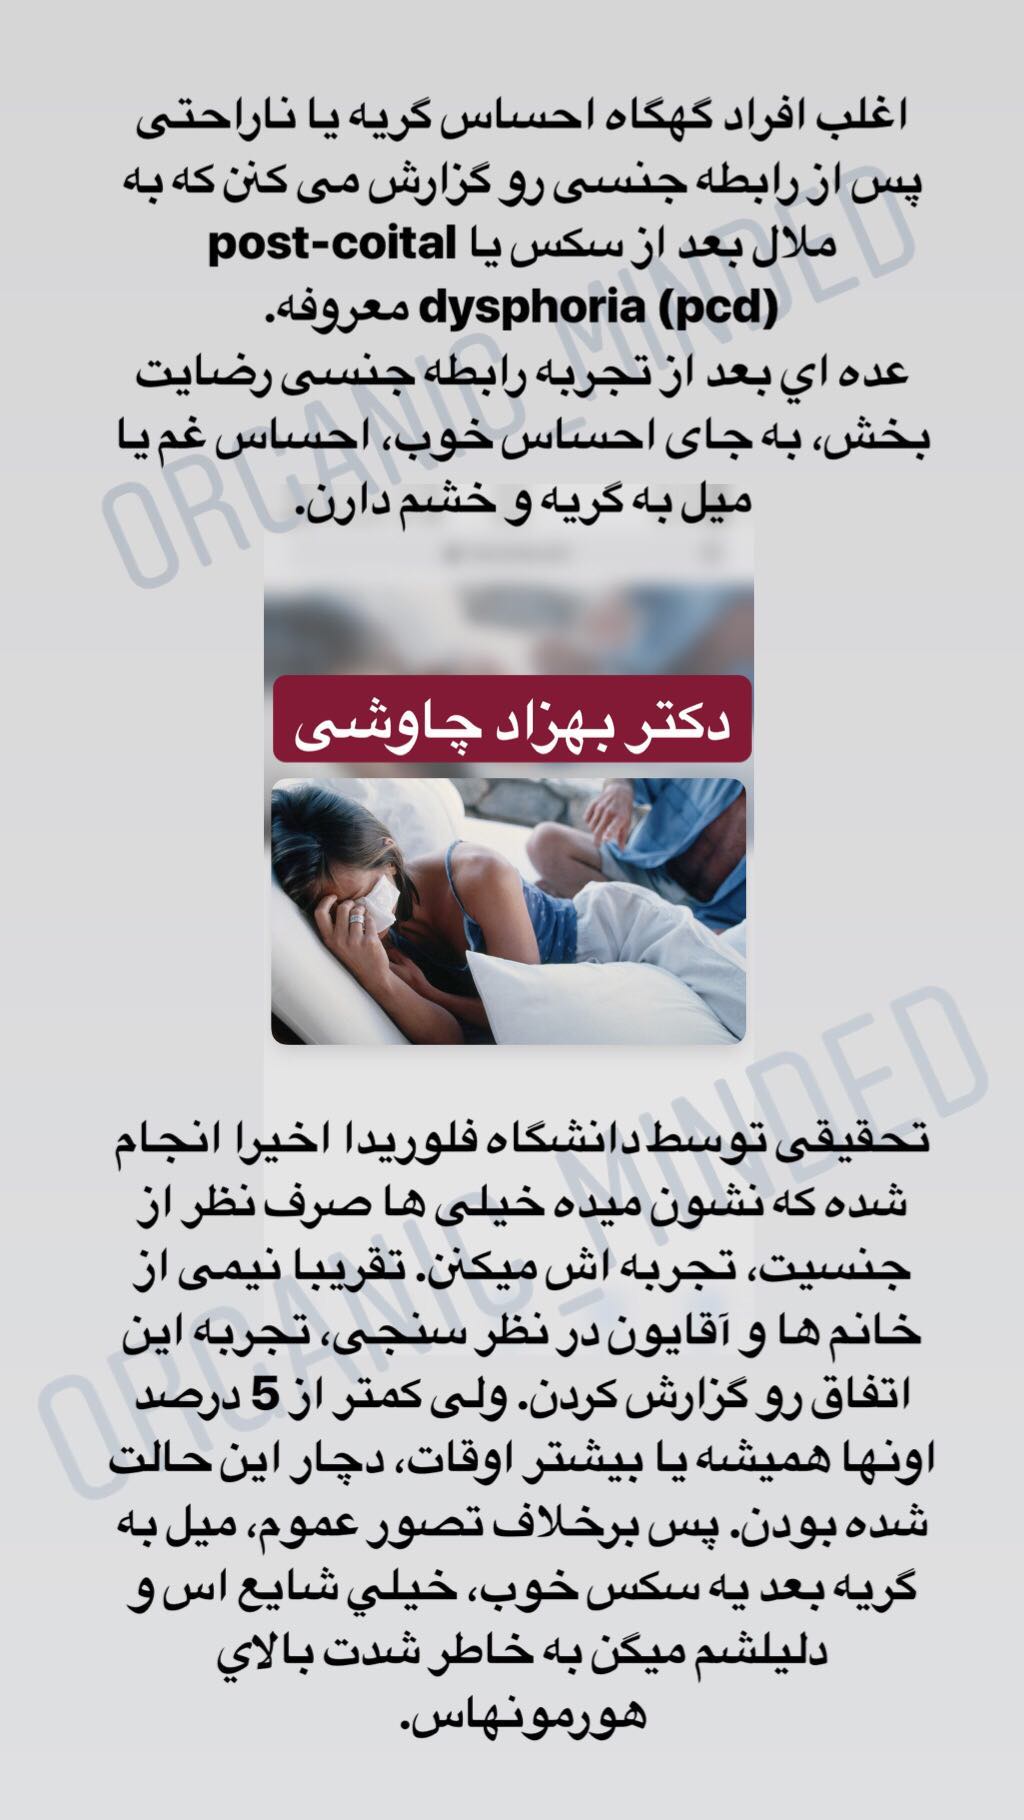 اغلب افراد گهگاه احساس گریه یا ناراحتی
پس از رابطه جنسی رو گزارش می کنن که به
ملال بعد از سکس یا post-coital
dysphoria (pcd) معروفه.
عده اي بعد از تجربه رابطه جنسی رضایت
بخش، به جای احساس خوب، احساس غم یا
میل به گریه و خشم دارن.
ORGANIC_MINDED
دکتر بهزاد چاوشی
تحقیقی توسط دانشگاه فلوریدا اخیرا انجام
شده که نشون میده خیلی ها صرف نظر از
جنسیت، تجربه اش میکنن. تقریبا نیمی از
خانم ها و آقایون در نظر سنجی، تجربه این
اتفاق رو گزارش کردن. ولی کمتر از 5 درصد
اونها همیشه یا بیشتر اوقات، دچار این حالت
شده بودن. پس برخلاف تصور عموم، میل به
گریه بعد یه سکس خوب، خیلي شایع اس و
دلیلشم میگن به خاطر شدت بالاي
هورمونهاس.
ORGANIC_MINDED